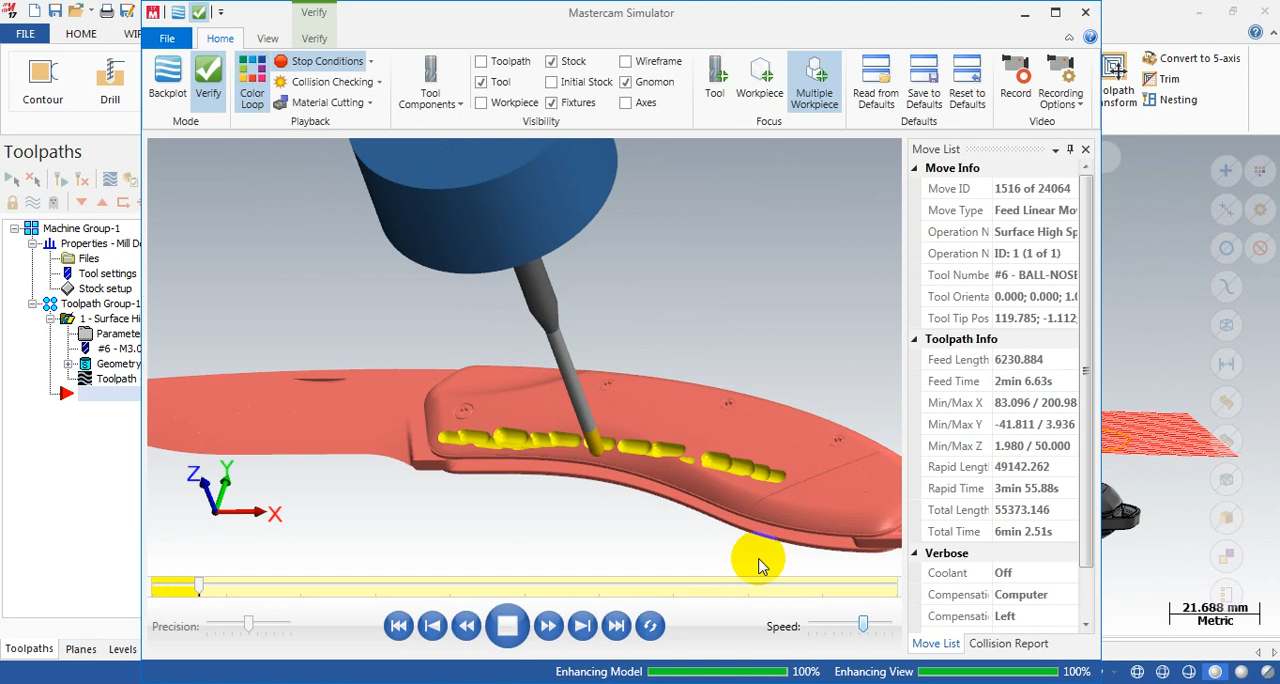 17
Verify
Mastercam Simulator
FILE
HOME
WIR
File
Home
View
Verify
Contour
Drill
Backplot
Verify
Mode
Color Loop
Stop Conditions
Collision Checking
Material Cutting
Playback
Tool Components
Toolpath
Stock
Wireframe
Tool
Initial Stock
Gnomon
Workpiece
Fixtures
Axes
Visibility
Tool
Workpiece
Multiple Workpiece
Focus
Read from Defaults
Save to Defaults
Reset to Defaults
Defaults
Record
Recording Options
Video
Convert to 5-axis
Trim
Nesting
Toolpaths
Machine Group-1
Properties - Mill D
Files
Tool settings
Stock setup
Toolpath Group-1
1 - Surface Hi
Paramete
#6 - M3.0
Geometry
Toolpath
Move List
Move Info
Move ID 1516 of 24064
Move Type Feed Linear Mo
Operation N Surface High Sp
Operation N ID: 1 (1 of 1)
Tool Number #6 - BALL-NOSE
Tool Orienta 0.000; 0.000; 1.0
Tool Tip Pos 119.785; -1.112;
Toolpath Info
Feed Length 6230.884
Feed Time 2min 6.63s
Min/Max X 83.096 / 200.98
Min/Max Y -41.811 / 3.936
Min/Max Z 1.980 / 50.000
Rapid Length 49142.262
Rapid Time 3min 55.88s
Total Length 55373.146
Total Time 6min 2.51s
Verbose
Coolant Off
Compensati Computer
Compensati Left
Z
Y
X
21.688 mm
Metric
Precision:
Speed:
Toolpaths
Planes
Levels
Move List
Collision Report
Enhancing Model 100%
Enhancing View 100%